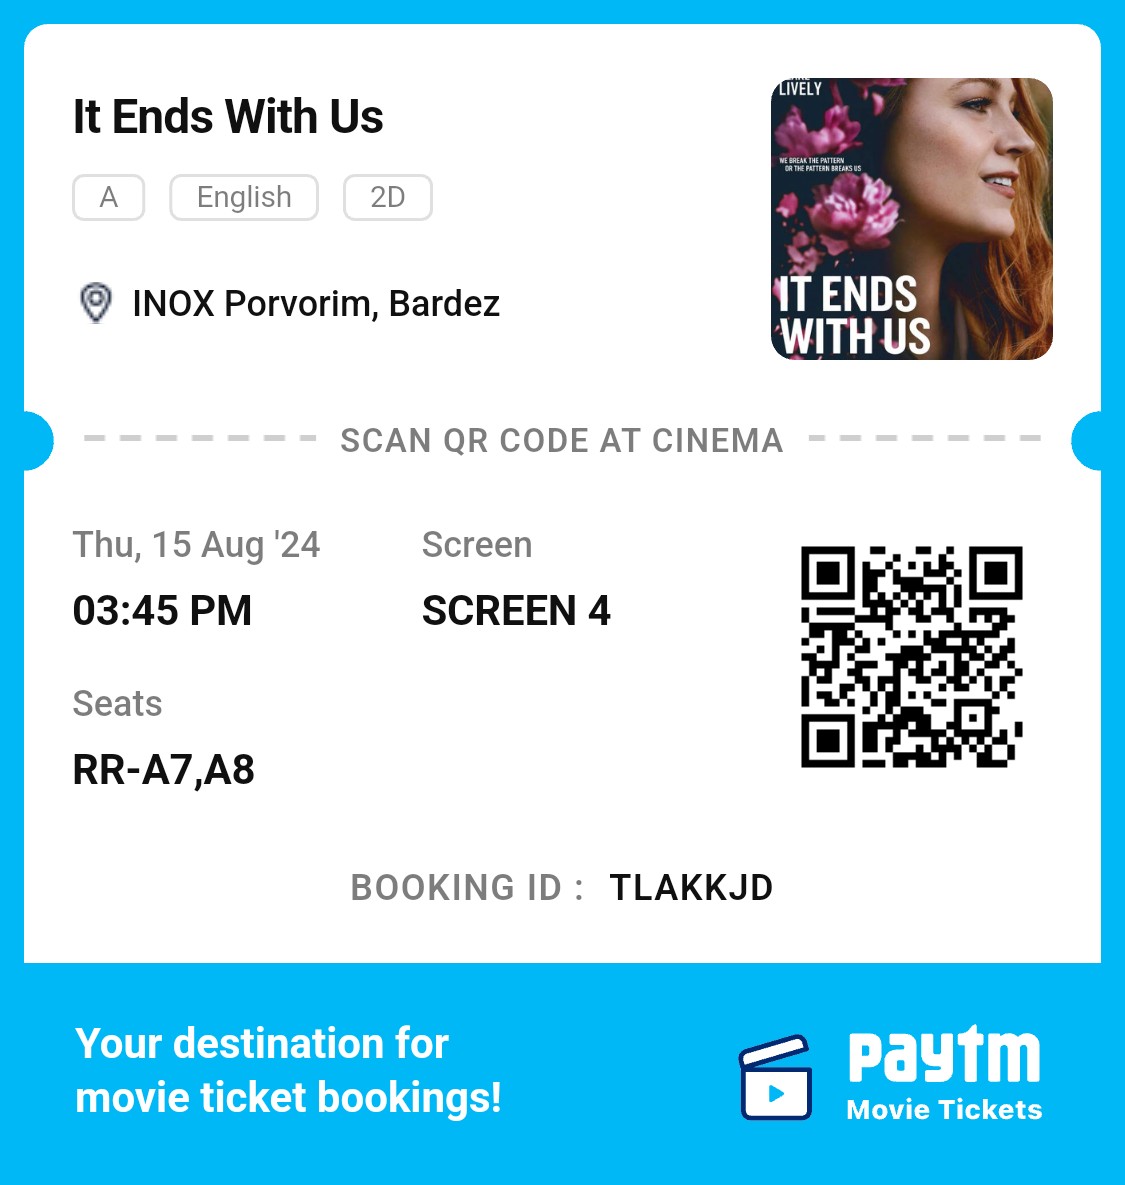 It Ends With Us
A English 2D
INOX Porvorim, Bardez
LIVELY
WE BREAK THE PATTERN
OR THE PATTERN BREAKS US
IT ENDS
WITH US
SCAN QR CODE AT CINEMA
Thu, 15 Aug '24 Screen
03:45 PM SCREEN 4
Seats
RR-A7,A8
BOOKING ID : TLAKKJD
Your destination for
movie ticket bookings!
paytm
Movie Tickets